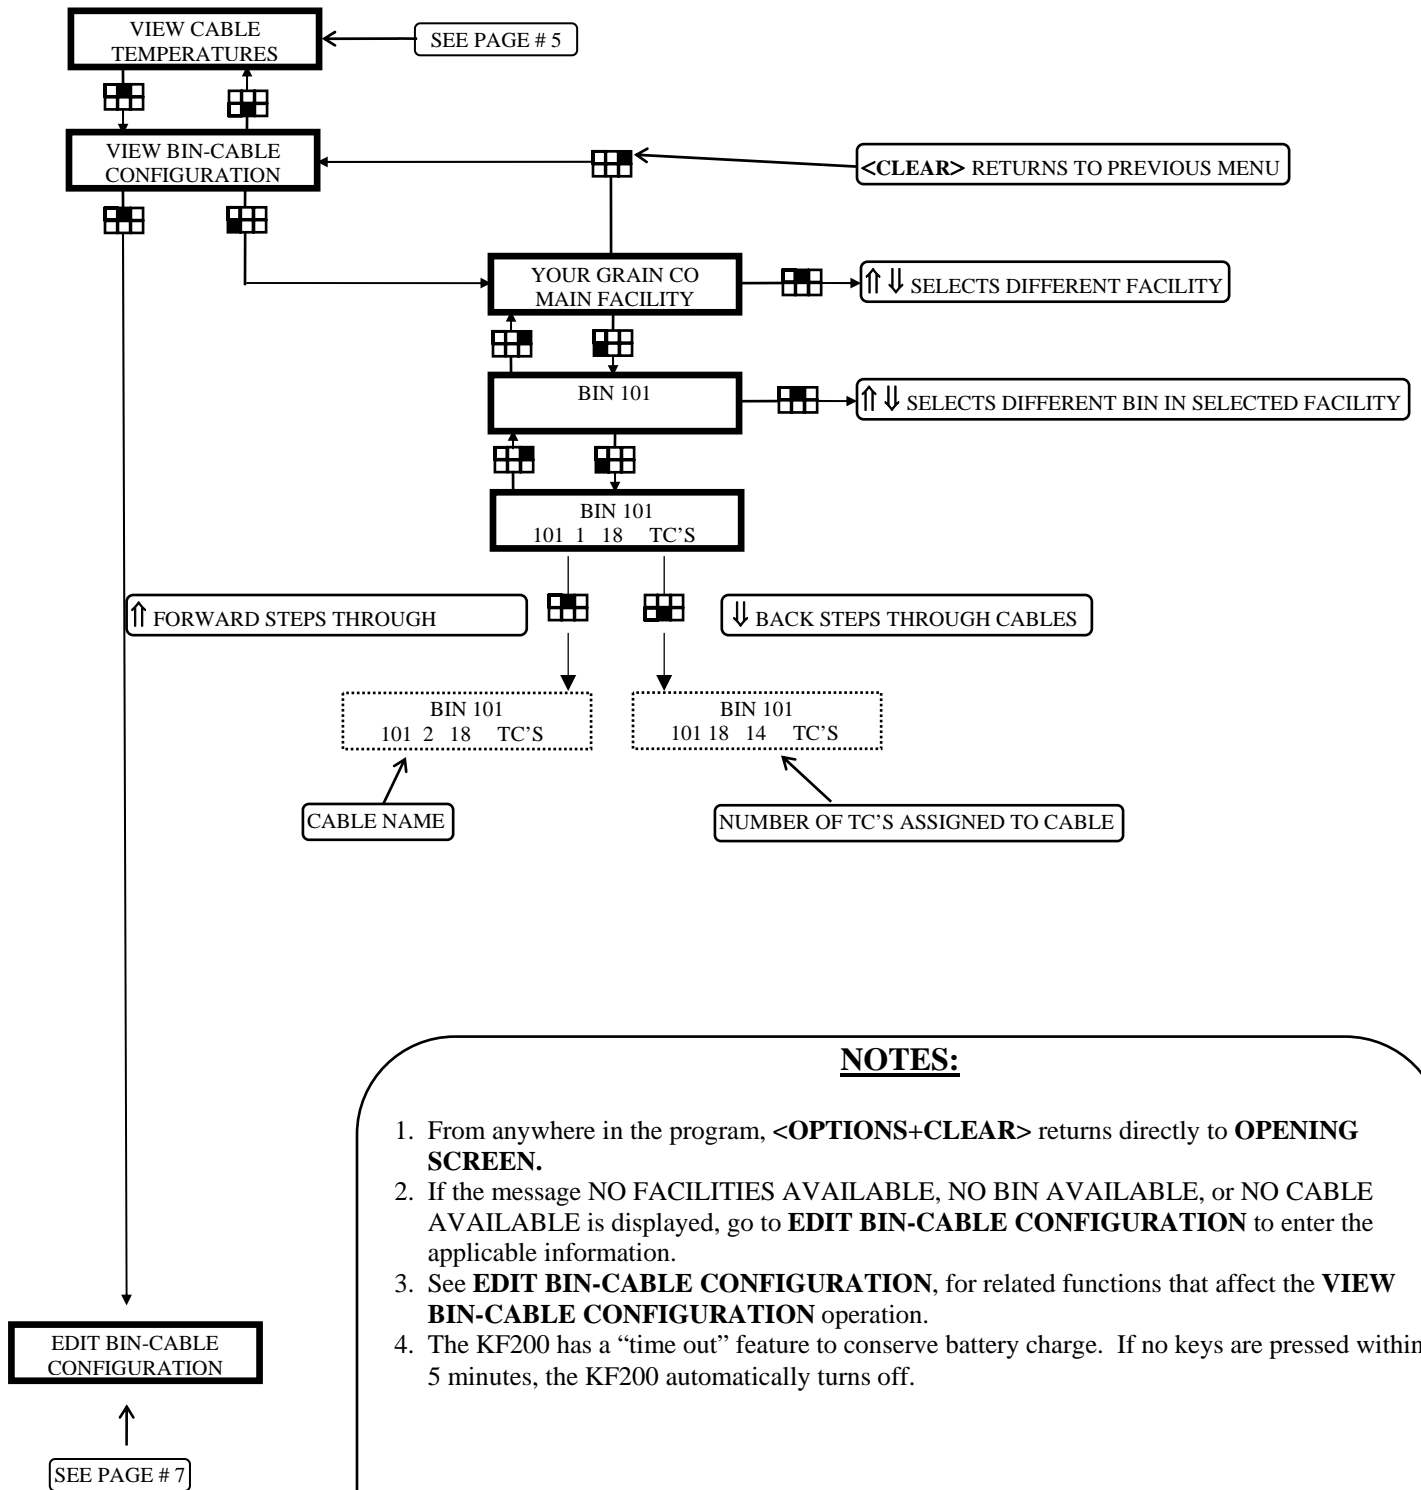 VIEW CABLE
TEMPERATURES
SEE PAGE # 5
VIEW BIN-CABLE
CONFIGURATION
<CLEAR> RETURNS TO PREVIOUS MENU
YOUR GRAIN CO
MAIN FACILITY
⇑ ⇓ SELECTS DIFFERENT FACILITY
BIN 101
⇑ ⇓ SELECTS DIFFERENT BIN IN SELECTED FACILITY
BIN 101
101 1 18 TC’S
⇑ FORWARD STEPS THROUGH
⇓ BACK STEPS THROUGH CABLES
BIN 101
101 2 18 TC’S
BIN 101
101 18 14 TC’S
CABLE NAME
NUMBER OF TC’S ASSIGNED TO CABLE
NOTES:
1. From anywhere in the program, <OPTIONS+CLEAR> returns directly to OPENING
SCREEN.
2. If the message NO FACILITIES AVAILABLE, NO BIN AVAILABLE, or NO CABLE
AVAILABLE is displayed, go to EDIT BIN-CABLE CONFIGURATION to enter the
applicable information.
3. See EDIT BIN-CABLE CONFIGURATION, for related functions that affect the VIEW
BIN-CABLE CONFIGURATION operation.
4. The KF200 has a “time out” feature to conserve battery charge. If no keys are pressed within
5 minutes, the KF200 automatically turns off.
EDIT BIN-CABLE
CONFIGURATION
SEE PAGE # 7